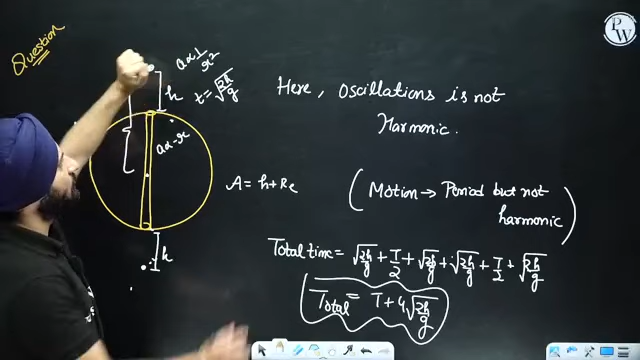 Question
a α 1/x²
h
t = √(2h/g)
a α -x
A = h + Re
h
Here, Oscillations is not
Harmonic.
( Motion → Period but not
harmonic )
Total time = √(2h/g) + T/2 + √(2h/g) + √(2h/g) + T/2 + √(2h/g)
Total = T + 4√(2h/g)
PW